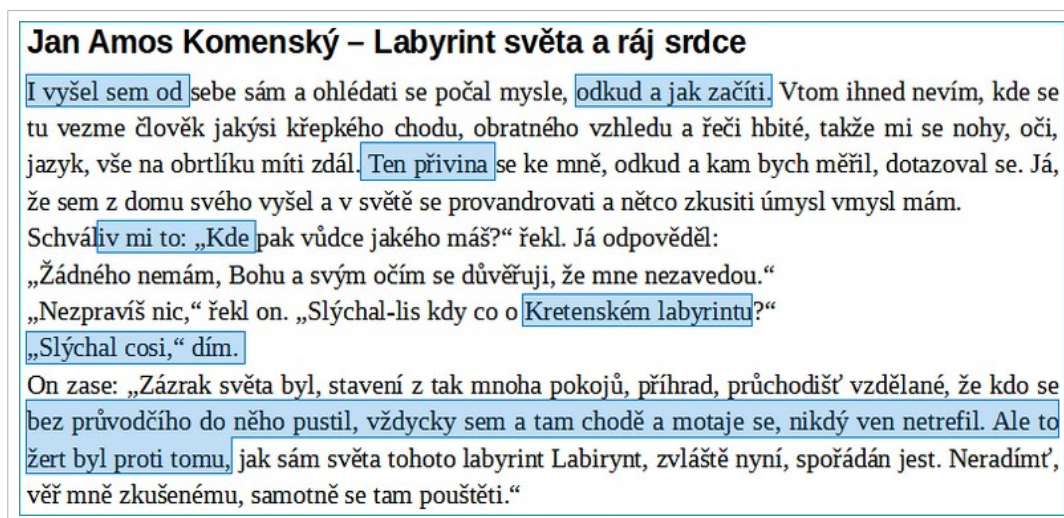 Jan Amos Komenský – Labyrint světa a ráj srdce
I vyšel sem od sebe sám a ohlédati se počal mysle, odkud a jak začíti. Vtom ihned nevím, kde se
tu vezme člověk jakýsi křepkého chodu, obratného vzhledu a řeči hbité, takže mi se nohy, oči,
jazyk, vše na obrtlíku míti zdál. Ten přivina se ke mně, odkud a kam bych měřil, dotazoval se. Já,
že sem z domu svého vyšel a v světě se provandrovati a nětco zkusiti úmysl vmysl mám.
Schváliv mi to: „Kde pak vůdce jakého máš?“ řekl. Já odpověděl:
„Žádného nemám, Bohu a svým očím se důvěřuji, že mne nezavedou.“
„Nezpravíš nic,“ řekl on. „Slýchal-lis kdy co o Kretenském labyrintu?“
„Slýchal cosi,“ dím.
On zase: „Zázrak světa byl, stavení z tak mnoha pokojů, příhrad, průchodišť vzdělané, že kdo se
bez průvodčího do něho pustil, vždycky sem a tam chodě a motaje se, nikdý ven netrefil. Ale to
žert byl proti tomu, jak sám světa tohoto labyrint Labirynt, zvláště nyní, spořádán jest. Neradímť,
věř mně zkušenému, samotně se tam pouštěti.“